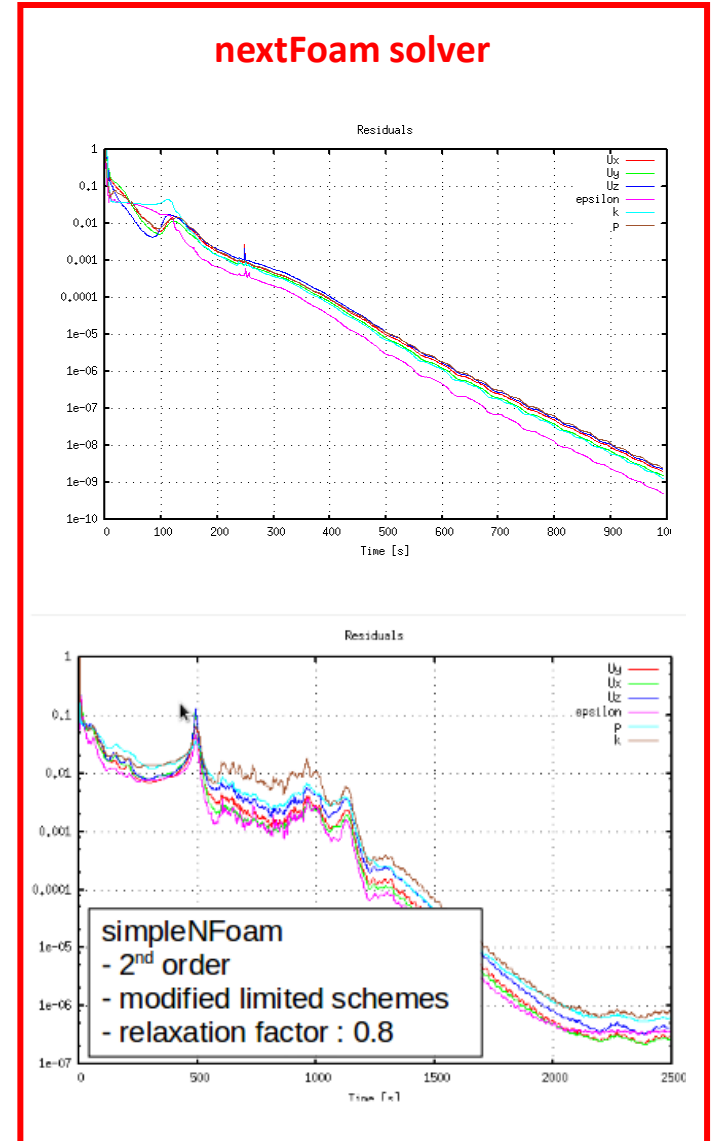 nextFoam solver
Residuals
1
0.1
0.01
0.001
0.0001
1e-05
1e-06
1e-07
1e-08
1e-09
1e-10
Ux
Uy
Uz
epsilon
k
p
0 100 200 300 400 500 600 700 800 900 10
Time [s]
Residuals
1
0.1
0.01
0.001
0.0001
1e-05
1e-06
1e-07
Uy
Ux
Uz
epsilon
p
k
simpleNFoam
- 2nd order
- modified limited schemes
- relaxation factor : 0.8
0 500 1000 1500 2000 2500
Time [s]